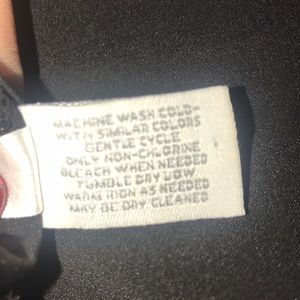 MACHINE WASH COLD-
WITH SIMILAR COLORS
GENTLE CYCLE
ONLY NON-CHLORINE
BLEACH WHEN NEEDED
TUMBLE DRY LOW
WARM IRON AS NEEDED
MAY BE DRY CLEANED